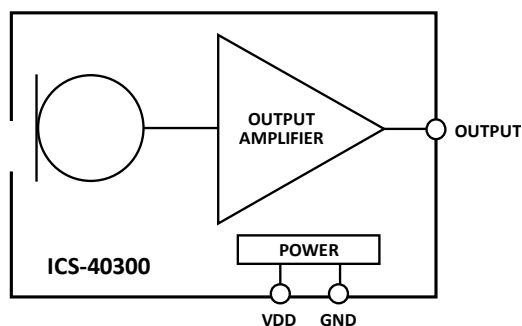 OUTPUT
AMPLIFIER
OUTPUT
POWER
ICS-40300
VDD
GND